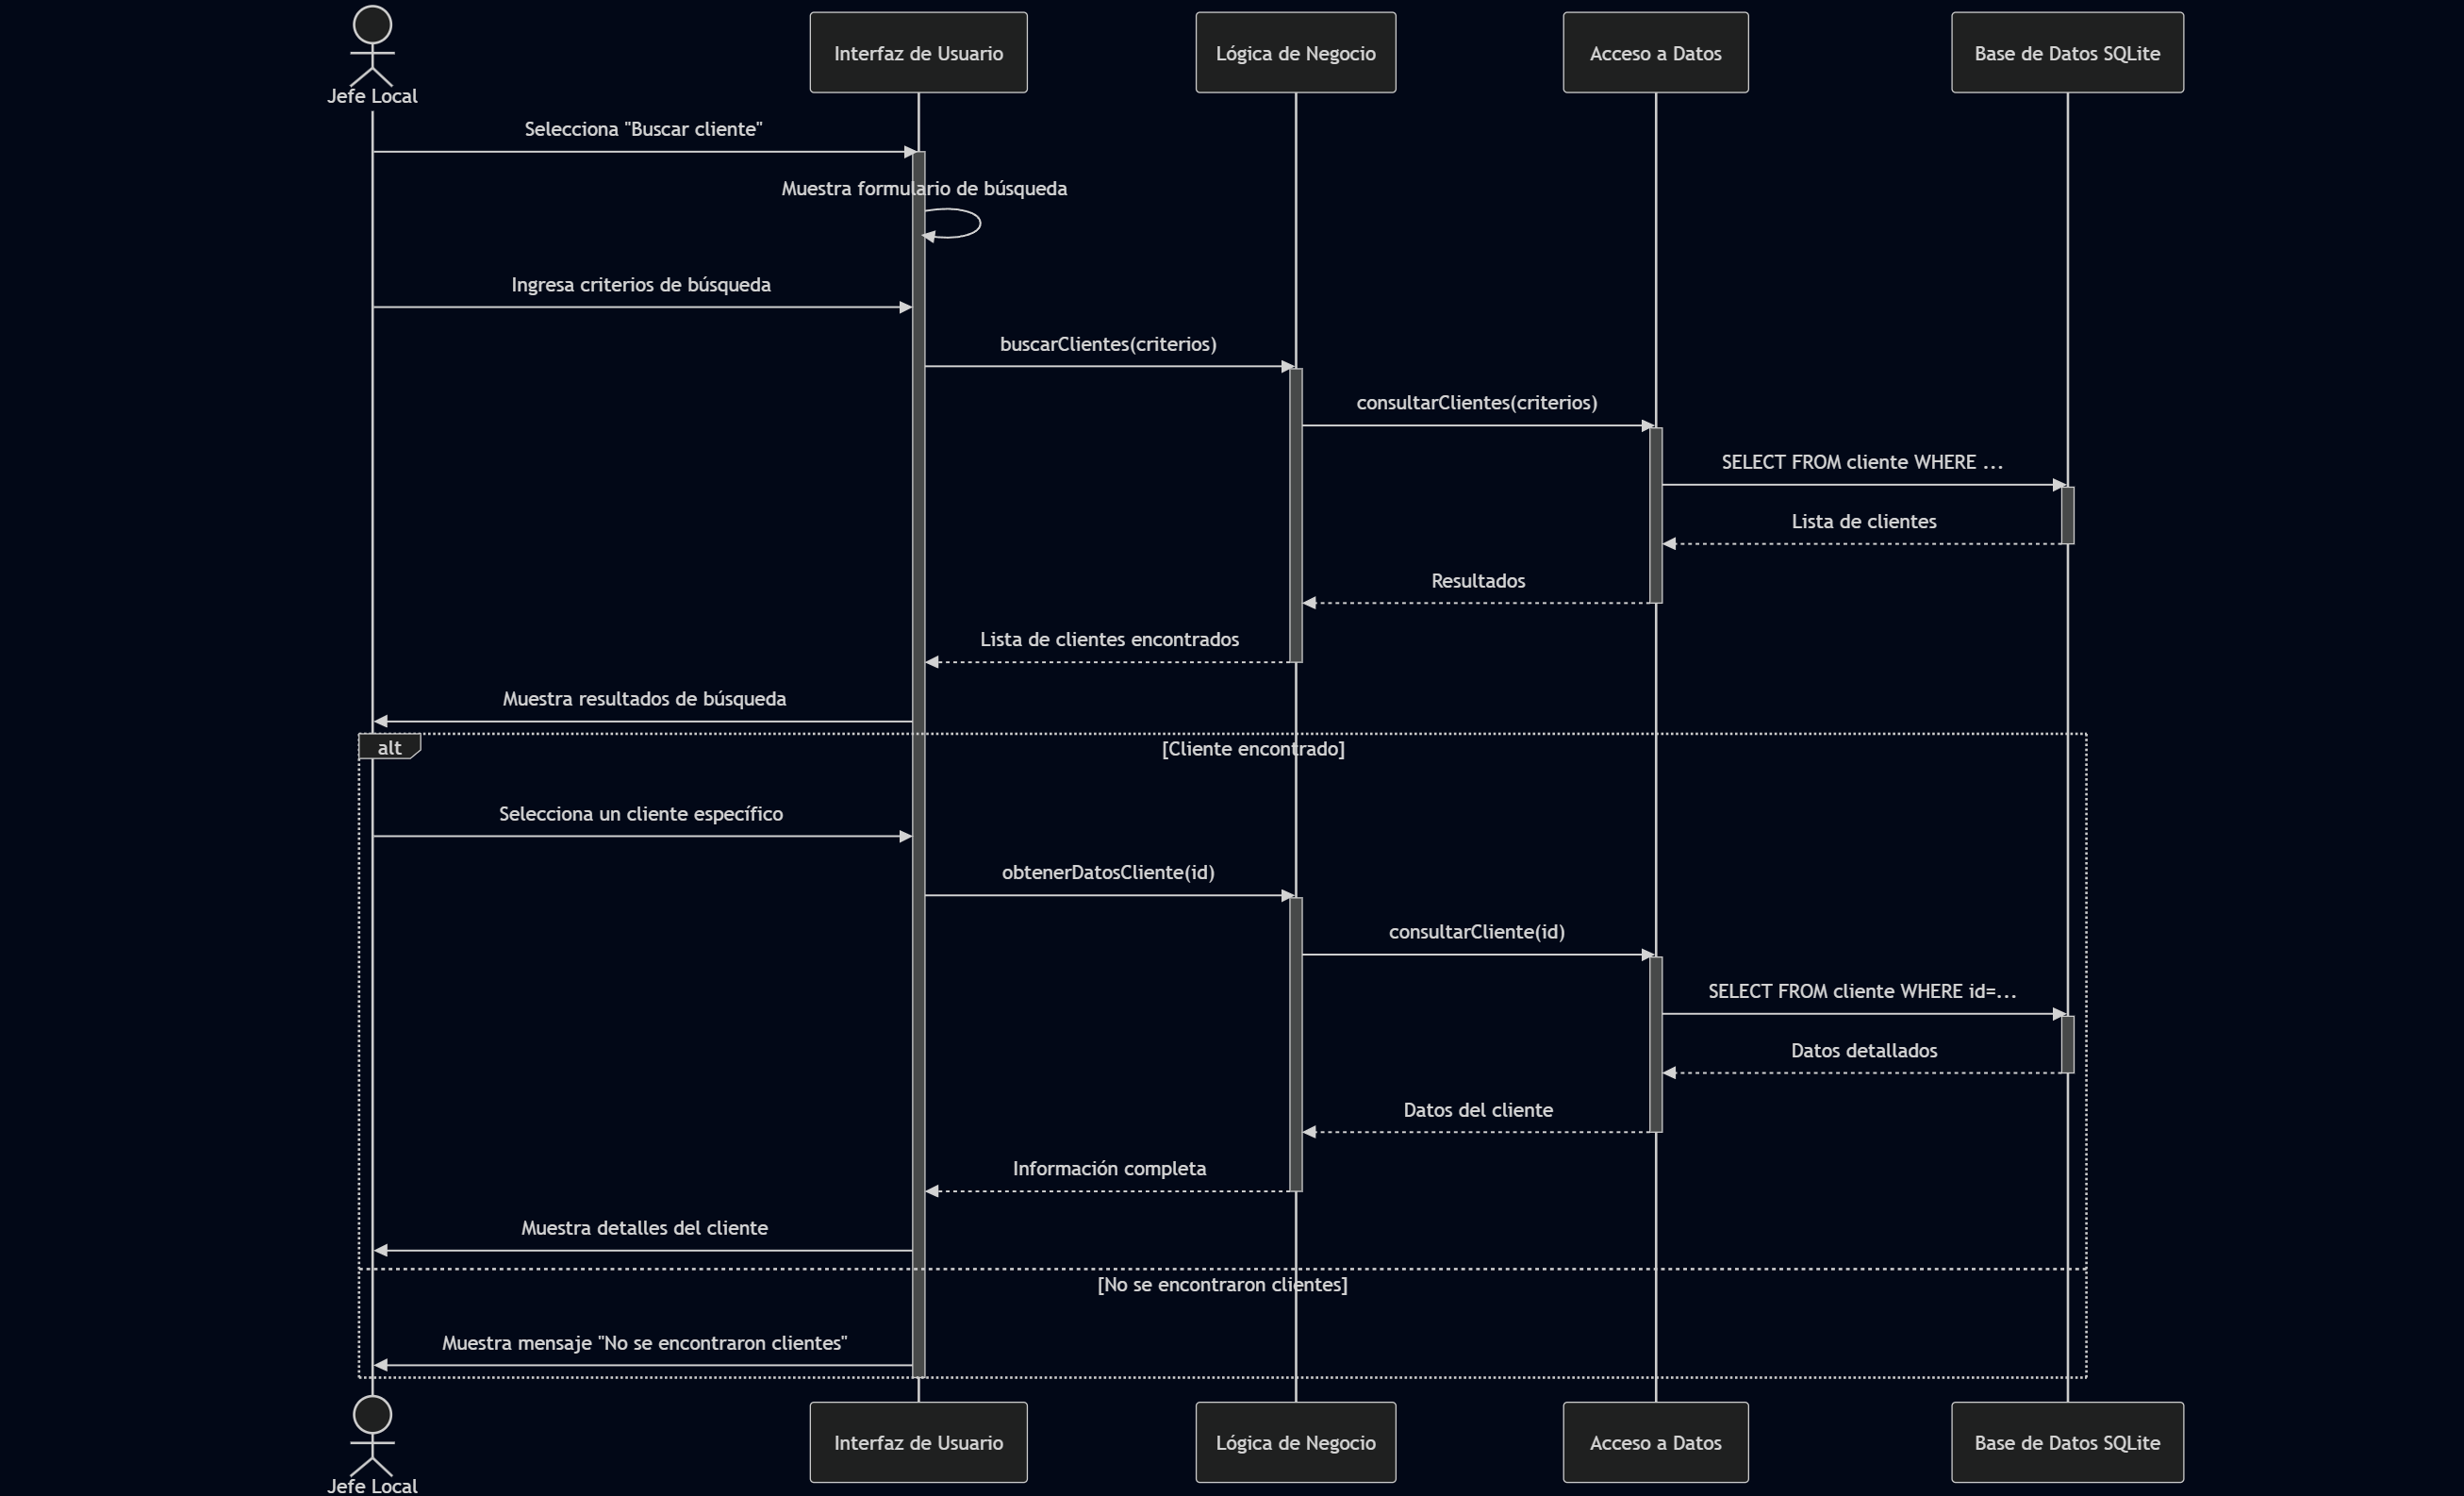 Jefe Local
Interfaz de Usuario
Lógica de Negocio
Acceso a Datos
Base de Datos SQLite
Selecciona "Buscar cliente"
Muestra formulario de búsqueda
Ingresa criterios de búsqueda
buscarClientes(criterios)
consultarClientes(criterios)
SELECT FROM cliente WHERE ...
Lista de clientes
Resultados
Lista de clientes encontrados
Muestra resultados de búsqueda
alt
[Cliente encontrado]
Selecciona un cliente específico
obtenerDatosCliente(id)
consultarCliente(id)
SELECT FROM cliente WHERE id=...
Datos detallados
Datos del cliente
Información completa
Muestra detalles del cliente
[No se encontraron clientes]
Muestra mensaje "No se encontraron clientes"
Jefe Local
Interfaz de Usuario
Lógica de Negocio
Acceso a Datos
Base de Datos SQLite